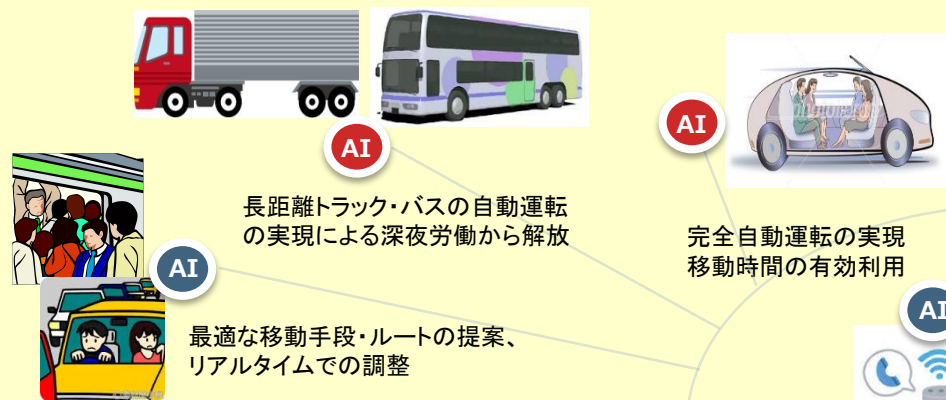 AI
AI
長距離トラック・バスの自動運転
の実現による深夜労働から解放
完全自動運転の実現
移動時間の有効利用
AI
AI
最適な移動手段・ルートの提案、
リアルタイムでの調整